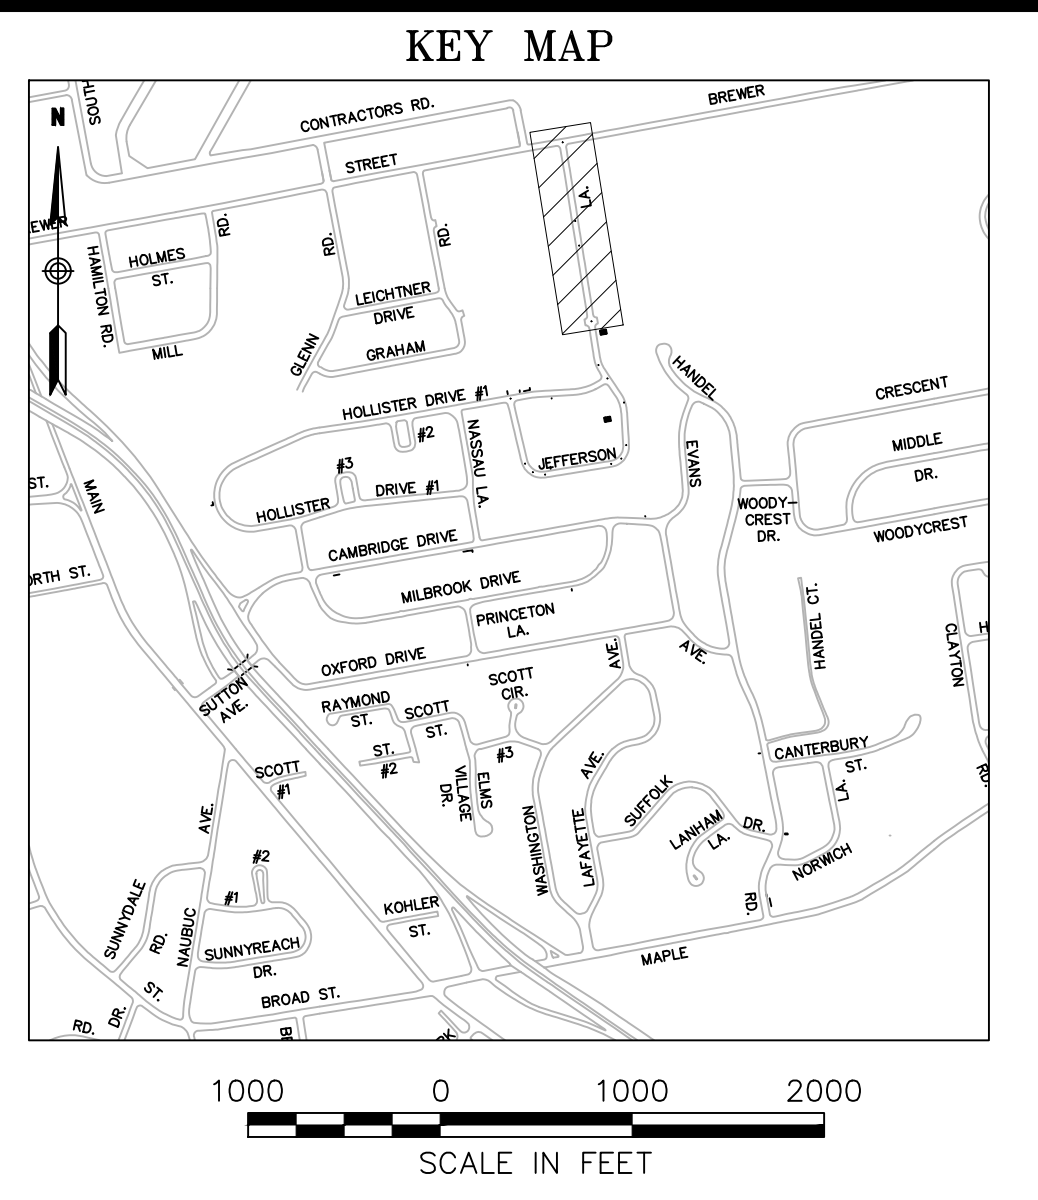 KEY MAP
N
SOUTH
CONTRACTORS RD.
BREWER
STREET
LA.
RD.
RD.
RD.
HOLMES
ST.
HAMILTON RD.
MILL
LEICHTNER
DRIVE
GRAHAM
GLENN
HANDEL
CRESCENT
HOLLISTER DRIVE #1
#2
NASSAU LA.
#3
DRIVE #1
HOLLISTER
JEFFERSON
EVANS
MIDDLE
DR.
WOODY-
CREST
DR.
WOODYCREST
ST.
MAIN
ORTH ST.
CAMBRIDGE DRIVE
MILBROOK DRIVE
PRINCETON
LA.
OXFORD DRIVE
AVE.
AVE.
HANDEL CT.
CLAYTON
H
RD.
SUTTON
AVE.
RAYMOND
ST.
SCOTT
ST.
SCOTT
CIR.
ST.
#2
#3
SCOTT
#1
VILLAGE
DR.
ELMS
AVE.
AVE.
WASHINGTON
LAFAYETTE
SUFFOLK
LANHAM
LA.
DR.
CANTERBURY
ST.
LA.
NORWICH
RD.
#2
#1
SUNNYDALE
RD.
NAUBUC
SUNNYREACH
DR.
KOHLER
ST.
MAPLE
ST.
BROAD ST.
RD.
DR.
1000 0 1000 2000
SCALE IN FEET